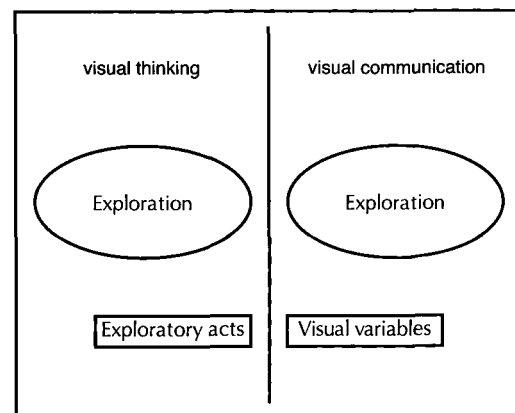 visual thinking
visual communication
Exploration
Exploration
Exploratory acts
Visual variables